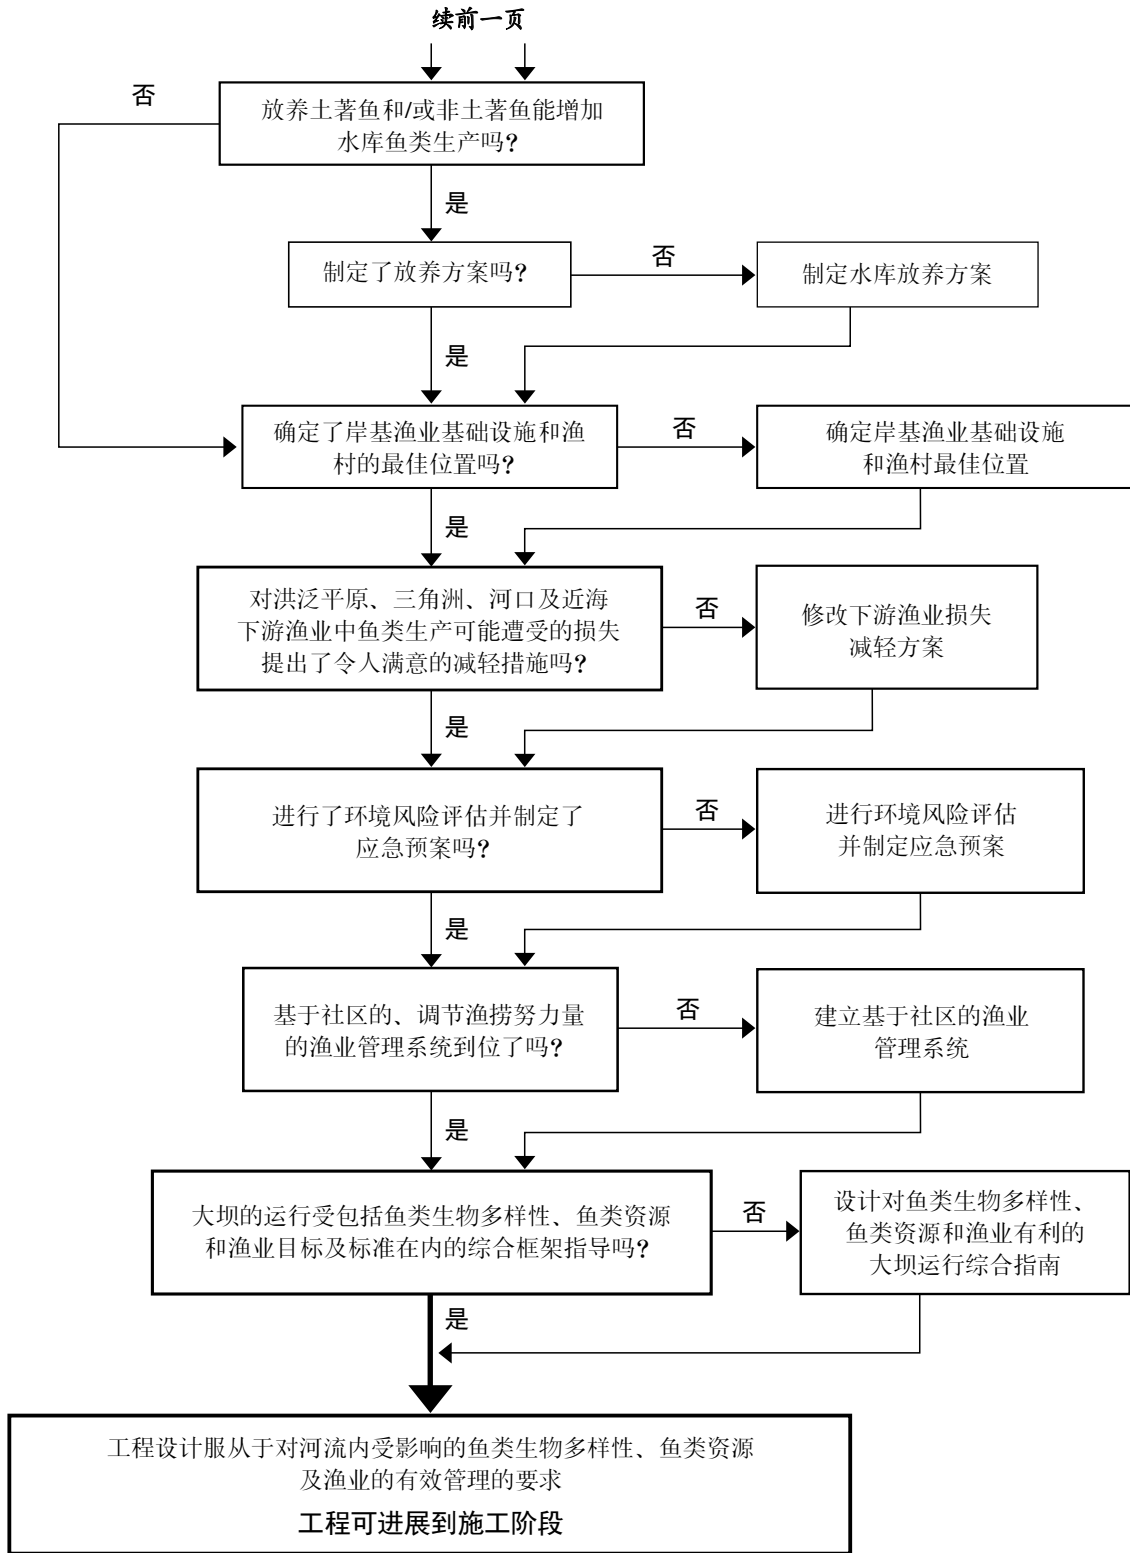 续前一页
否
放养土著鱼和/或非土著鱼能增加
水库鱼类生产吗?
是
制定了放养方案吗?
否
制定水库放养方案
是
确定了岸基渔业基础设施和渔
村的最佳位置吗?
否
确定岸基渔业基础设施
和渔村最佳位置
是
对洪泛平原、三角洲、河口及近海
下游渔业中鱼类生产可能遭受的损失
提出了令人满意的减轻措施吗?
否
修改下游渔业损失
减轻方案
是
进行了环境风险评估并制定了
应急预案吗?
否
进行环境风险评估
并制定应急预案
是
基于社区的、调节渔捞努力量
的渔业管理系统到位了吗?
否
建立基于社区的渔业
管理系统
是
大坝的运行受包括鱼类生物多样性、鱼类资源
和渔业目标及标准在内的综合框架指导吗?
否
设计对鱼类生物多样性、
鱼类资源和渔业有利的
大坝运行综合指南
是
工程设计服从于对河流内受影响的鱼类生物多样性、鱼类资源
及渔业的有效管理的要求
工程可进展到施工阶段